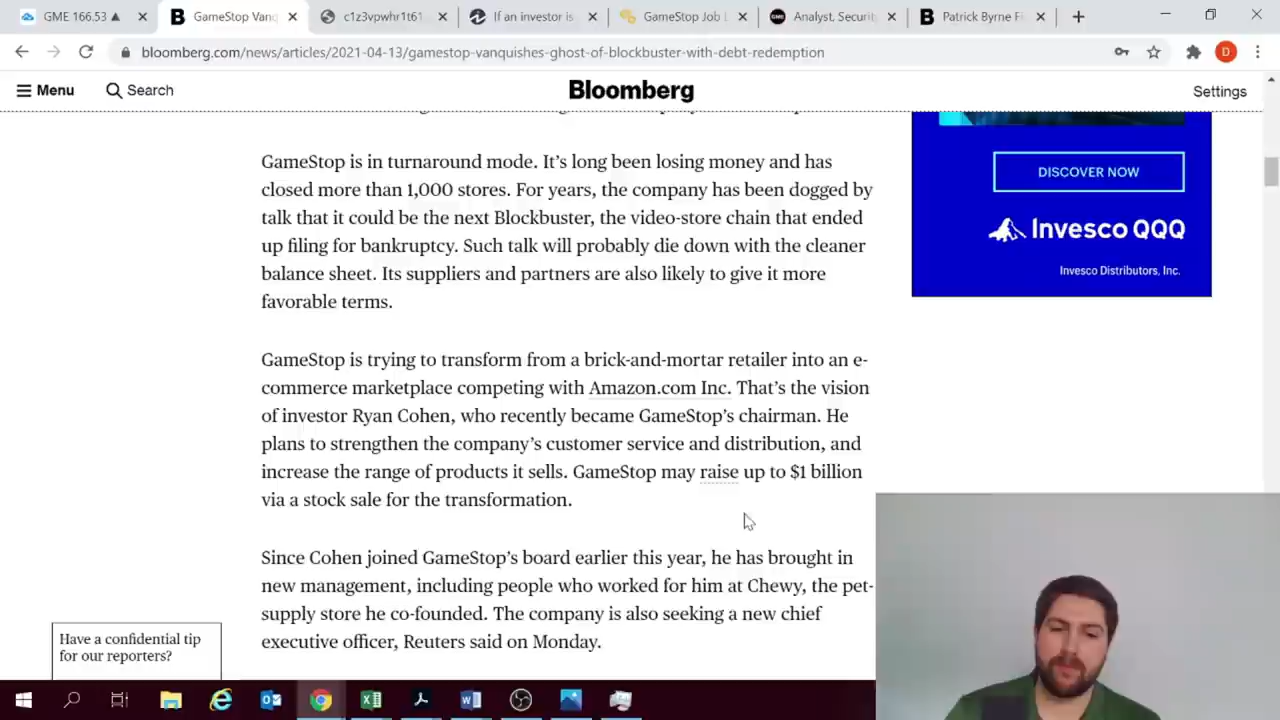 GME 166.53 ▲
GameStop Vanq
c1z3vpwhr1t61
If an investor is
GameStop Job L
Analyst, Securit
Patrick Byrne Fi
bloomberg.com/news/articles/2021-04-13/gamestop-vanquishes-ghost-of-blockbuster-with-debt-redemption
D
Menu
Search
Bloomberg
Settings
GameStop is in turnaround mode. It’s long been losing money and has
closed more than 1,000 stores. For years, the company has been dogged by
talk that it could be the next Blockbuster, the video-store chain that ended
up filing for bankruptcy. Such talk will probably die down with the cleaner
balance sheet. Its suppliers and partners are also likely to give it more
favorable terms.
GameStop is trying to transform from a brick-and-mortar retailer into an e-
commerce marketplace competing with Amazon.com Inc. That’s the vision
of investor Ryan Cohen, who recently became GameStop’s chairman. He
plans to strengthen the company’s customer service and distribution, and
increase the range of products it sells. GameStop may raise up to $1 billion
via a stock sale for the transformation.
Since Cohen joined GameStop’s board earlier this year, he has brought in
new management, including people who worked for him at Chewy, the pet-
supply store he co-founded. The company is also seeking a new chief
executive officer, Reuters said on Monday.
DISCOVER NOW
Invesco QQQ
Invesco Distributors, Inc.
Have a confidential tip
for our reporters?